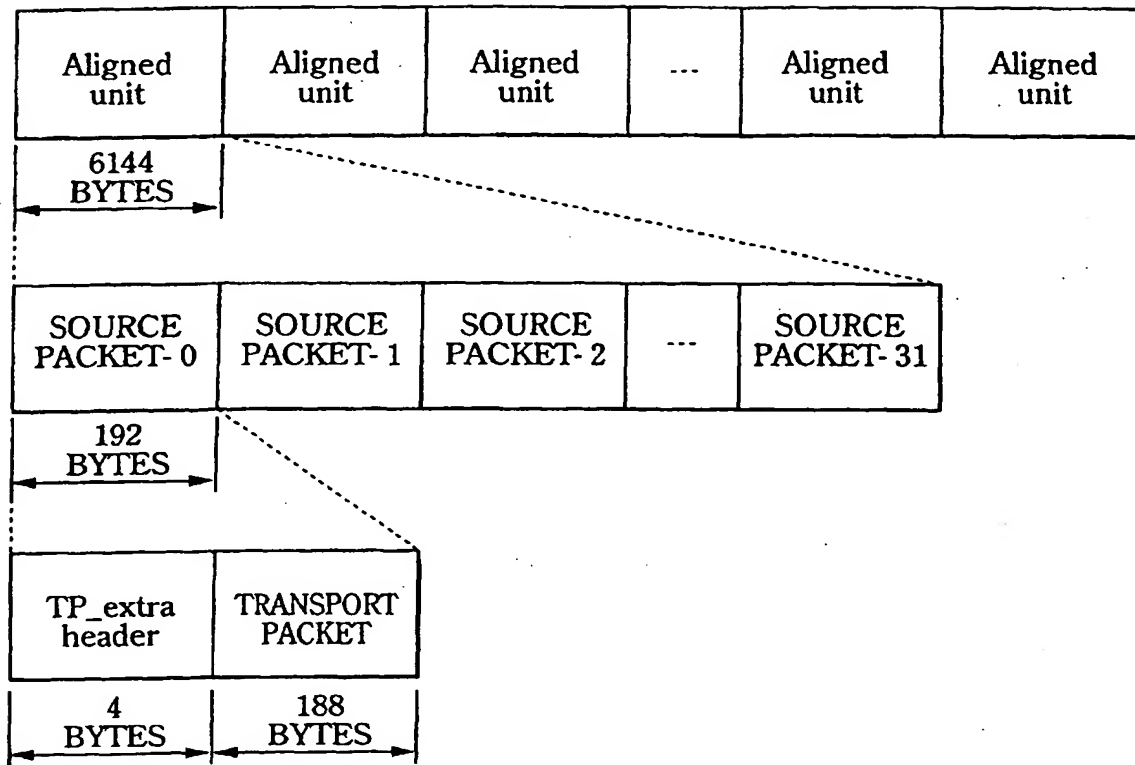 Aligned unit
Aligned unit
Aligned unit
---
Aligned unit
Aligned unit
6144 BYTES
SOURCE PACKET- 0
SOURCE PACKET- 1
SOURCE PACKET- 2
---
SOURCE PACKET- 31
192 BYTES
TP_extra header
TRANSPORT PACKET
4 BYTES
188 BYTES